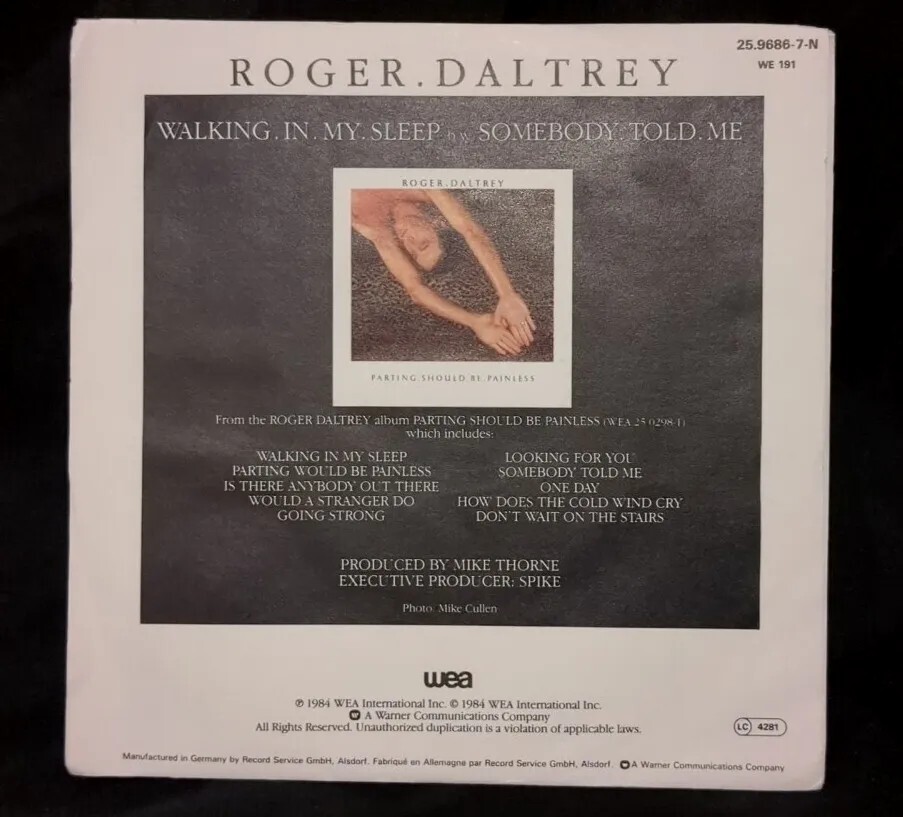 25.9686-7-N
WE 191
ROGER.DALTREY
WALKING.IN.MY.SLEEP b/w SOMEBODY.TOLD.ME
ROGER.DALTREY
PARTING.SHOULD.BE.PAINLESS
From the ROGER DALTREY album PARTING SHOULD BE PAINLESS (WEA 25 0298-1)
which includes:
WALKING IN MY SLEEP
PARTING WOULD BE PAINLESS
IS THERE ANYBODY OUT THERE
WOULD A STRANGER DO
GOING STRONG
LOOKING FOR YOU
SOMEBODY TOLD ME
ONE DAY
HOW DOES THE COLD WIND CRY
DON'T WAIT ON THE STAIRS
PRODUCED BY MIKE THORNE
EXECUTIVE PRODUCER: SPIKE
Photo: Mike Cullen
wea
℗ 1984 WEA International Inc. © 1984 WEA International Inc.
A Warner Communications Company
All Rights Reserved. Unauthorized duplication is a violation of applicable laws.
LC 4281
Manufactured in Germany by Record Service GmbH, Alsdorf. Fabriqué en Allemagne par Record Service GmbH, Alsdorf. A Warner Communications Company